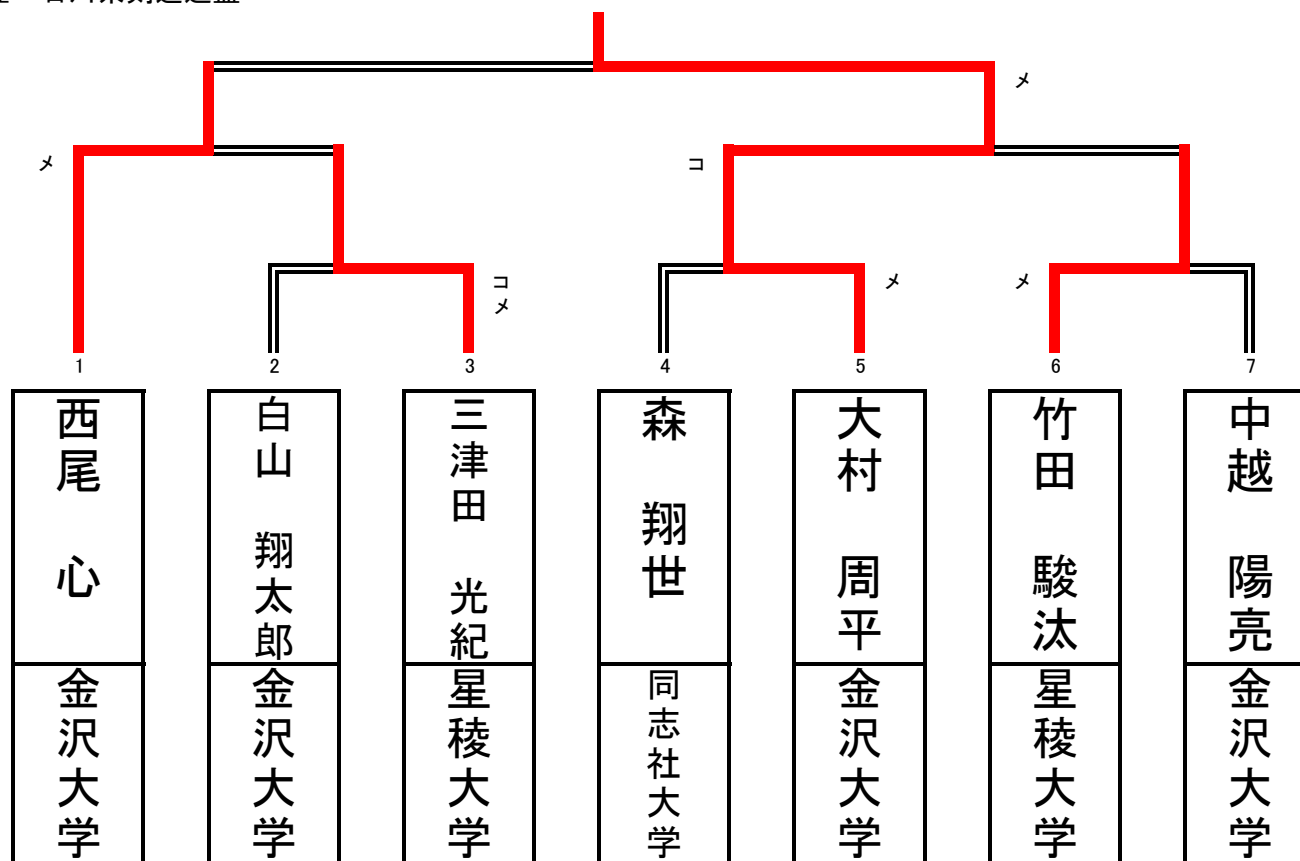 メ
メ
コ
コ
メ
メ
メ
1
2
3
4
5
6
7
西尾 心
白山 翔太郎
三津田 光紀
森 翔世
大村 周平
竹田 駿汰
中越 陽亮
金沢大学
金沢大学
星稜大学
同志社大学
金沢大学
星稜大学
金沢大学